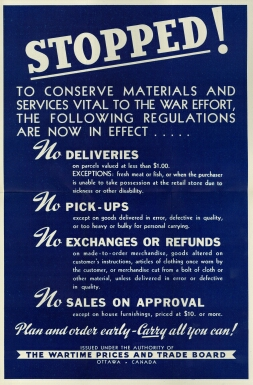 STOPPED!
TO CONSERVE MATERIALS AND
SERVICES VITAL TO THE WAR EFFORT,
THE FOLLOWING REGULATIONS
ARE NOW IN EFFECT .....
No DELIVERIES
on parcels valued at less than $1.00.
EXCEPTIONS: fresh meat or fish, or when the purchaser
is unable to take possession at the retail store due to
sickness or other disability.
No PICK-UPS
except on goods delivered in error, defective in quality,
or too heavy or bulky for personal carrying.
No EXCHANGES OR REFUNDS
on made-to-order merchandise, goods altered on
customer's instructions, articles of clothing once worn by
the customer, or merchandise cut from a bolt of cloth or
other material, unless delivered in error or defective
in quality.
No SALES ON APPROVAL
except on house furnishings, priced at $10. or more.
Plan and order early - Carry all you can!
ISSUED UNDER THE AUTHORITY OF
THE WARTIME PRICES AND TRADE BOARD
OTTAWA - CANADA